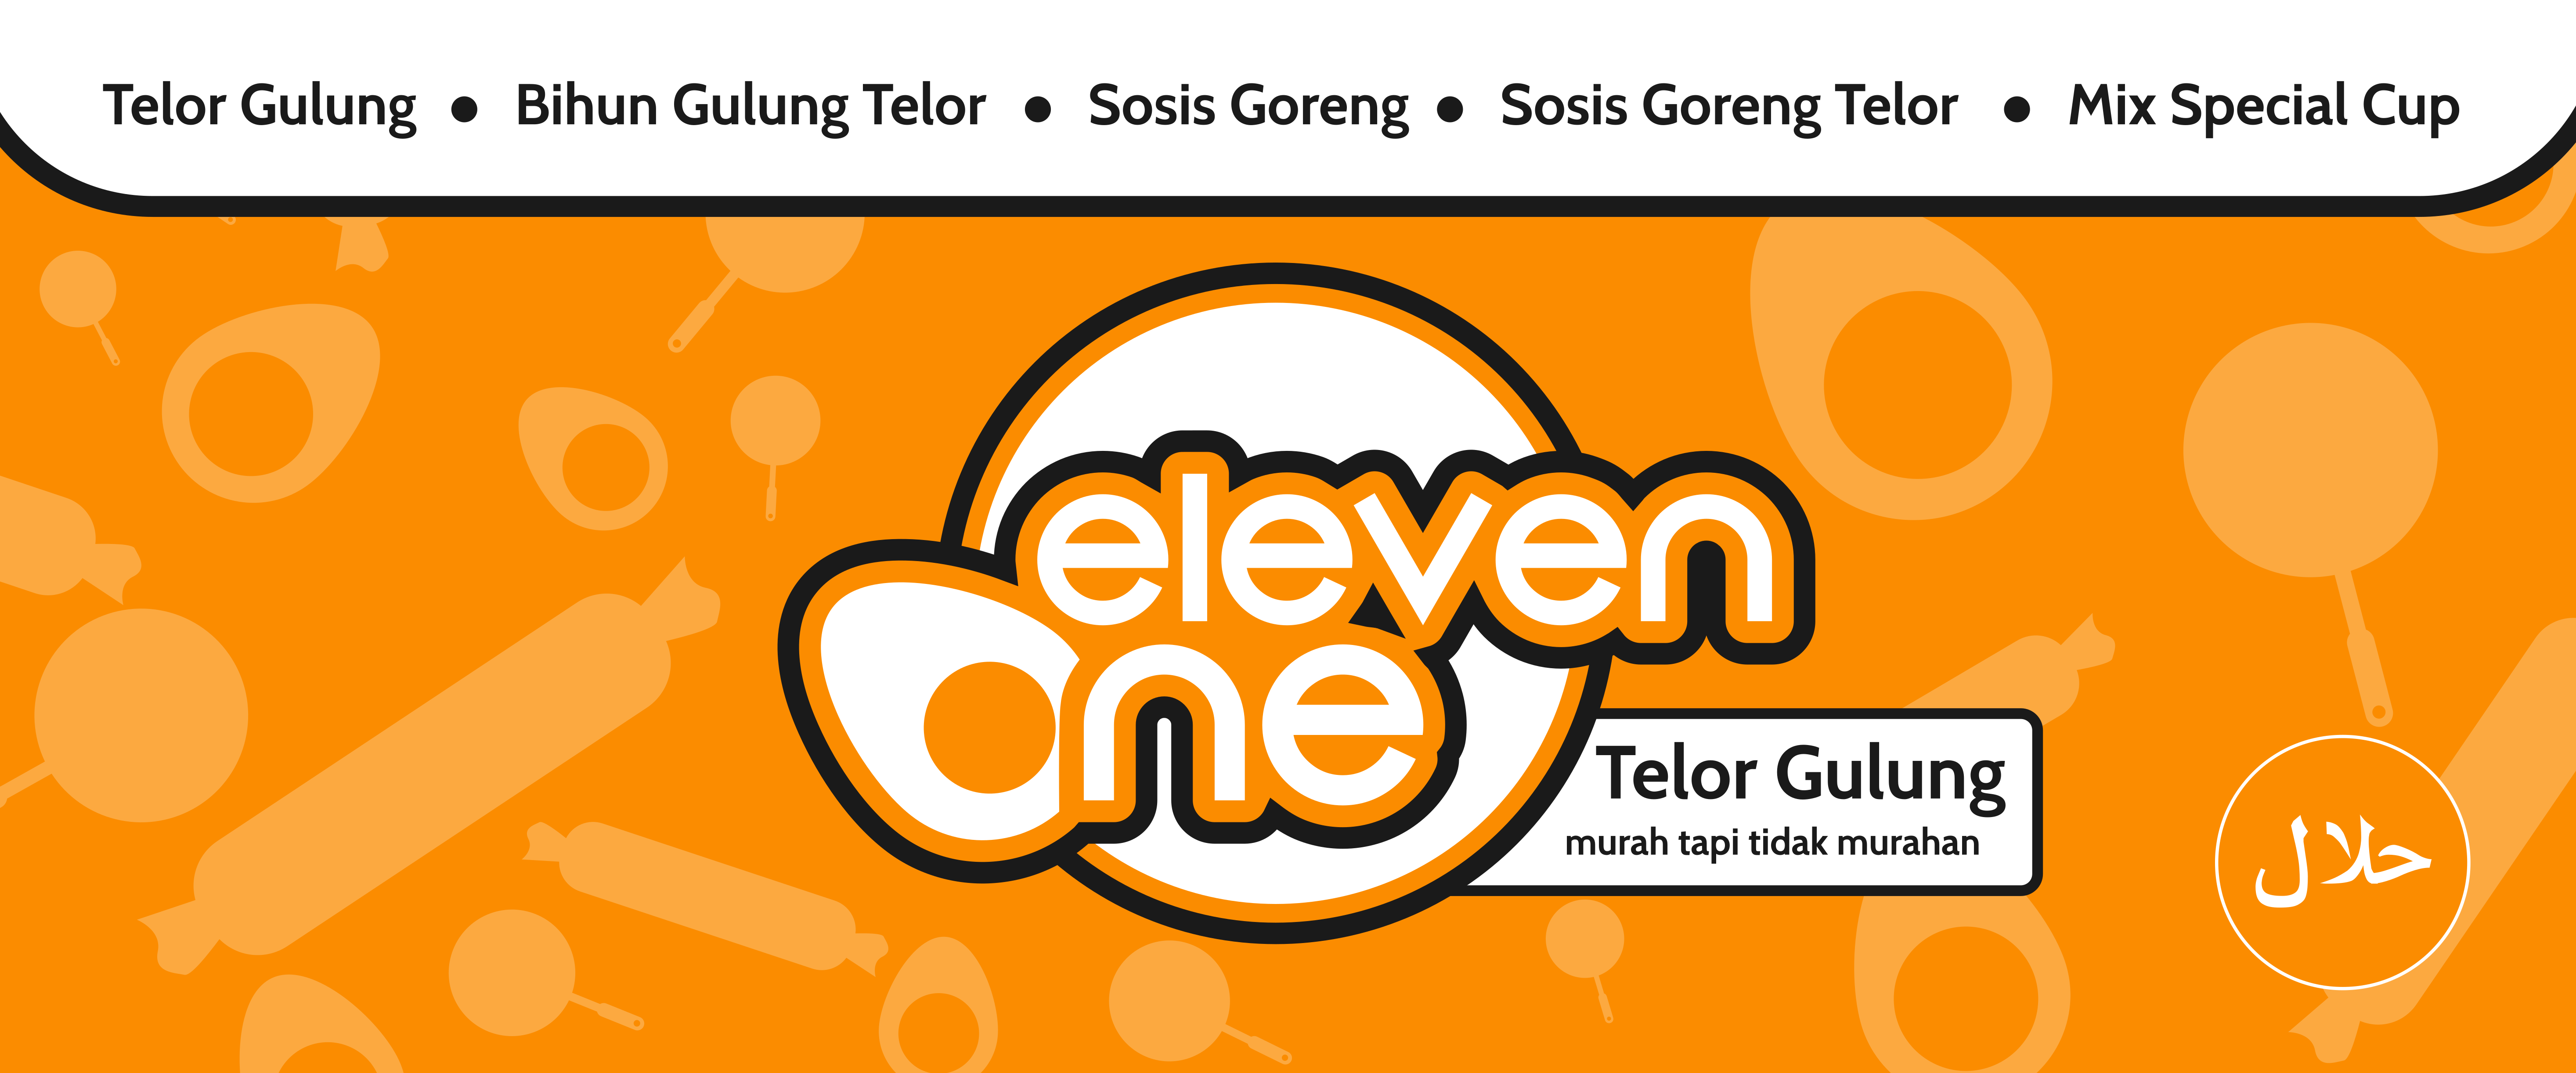 Telor Gulung • Bihun Gulung Telor • Sosis Goreng • Sosis Goreng Telor • Mix Special Cup
eleven
one
Telor Gulung
murah tapi tidak murahan
حلال